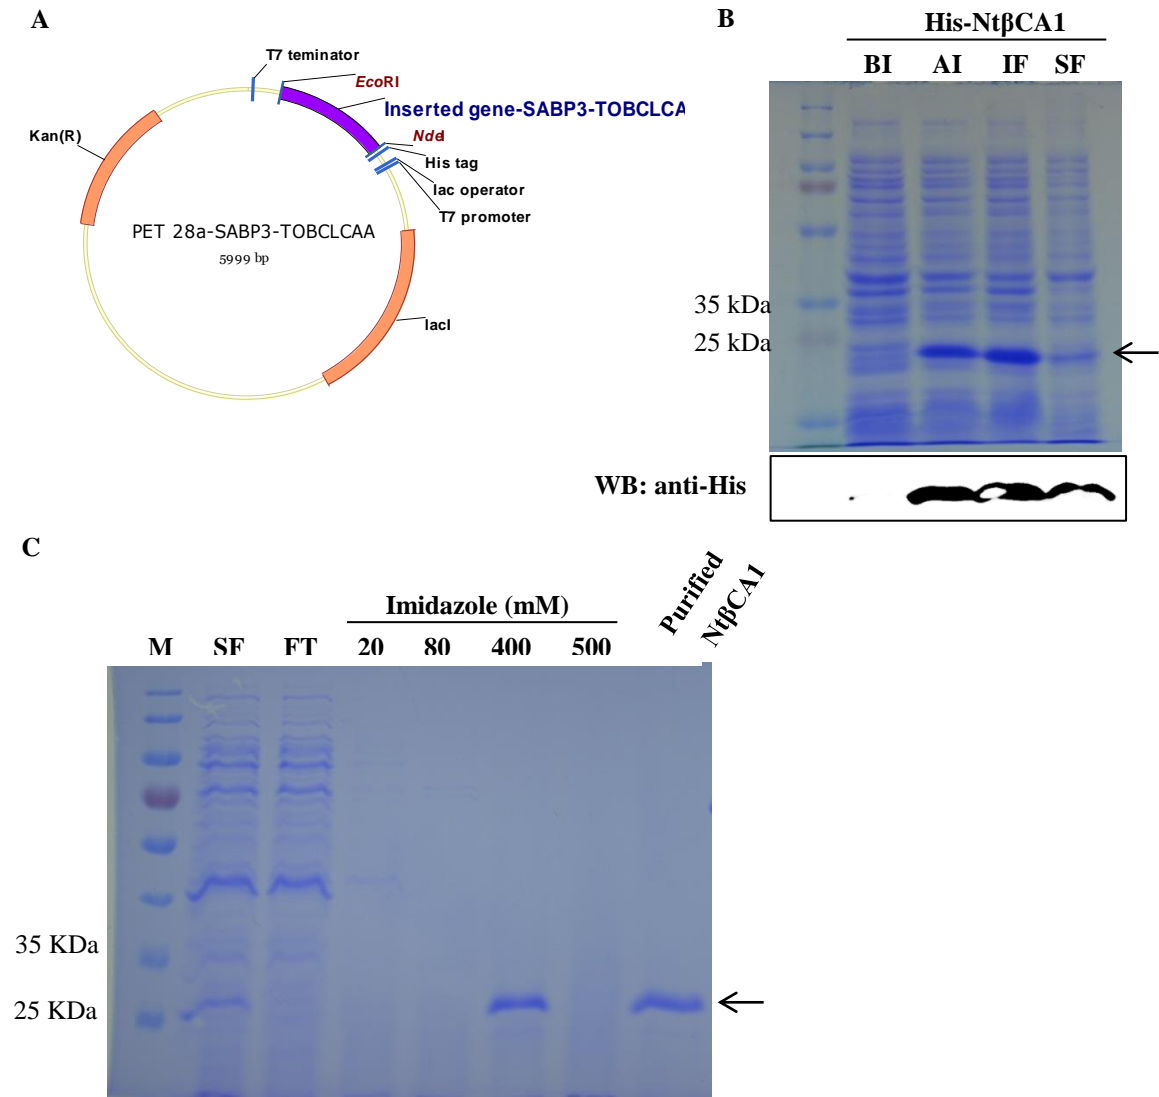 A
T7 teminator
EcoRI
Inserted gene-SABP3-TOBCLCA
NdeI
His tag
lac operator
T7 promoter
Kan(R)
PET 28a-SABP3-TOBCLCAA
5999 bp
lacI
B
His-NtβCA1
BI AI IF SF
35 kDa
25 kDa
WB: anti-His
C
Imidazole (mM)
Purified
NtβCA1
M SF FT 20 80 400 500
35 KDa
25 KDa